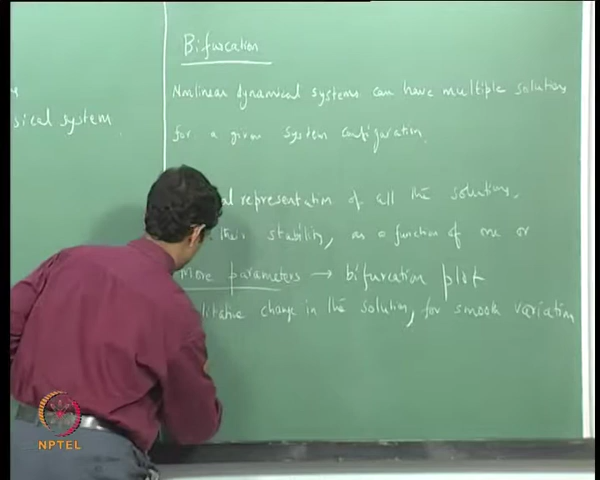 Bifurcation
Nonlinear dynamical systems can have multiple solutions
sical system.
for a given system configuration.
al representation of all the solutions,
their stability, as a function of one or
more parameters → bifurcation plot
litative change in the solution, for smooth variation
NPTEL